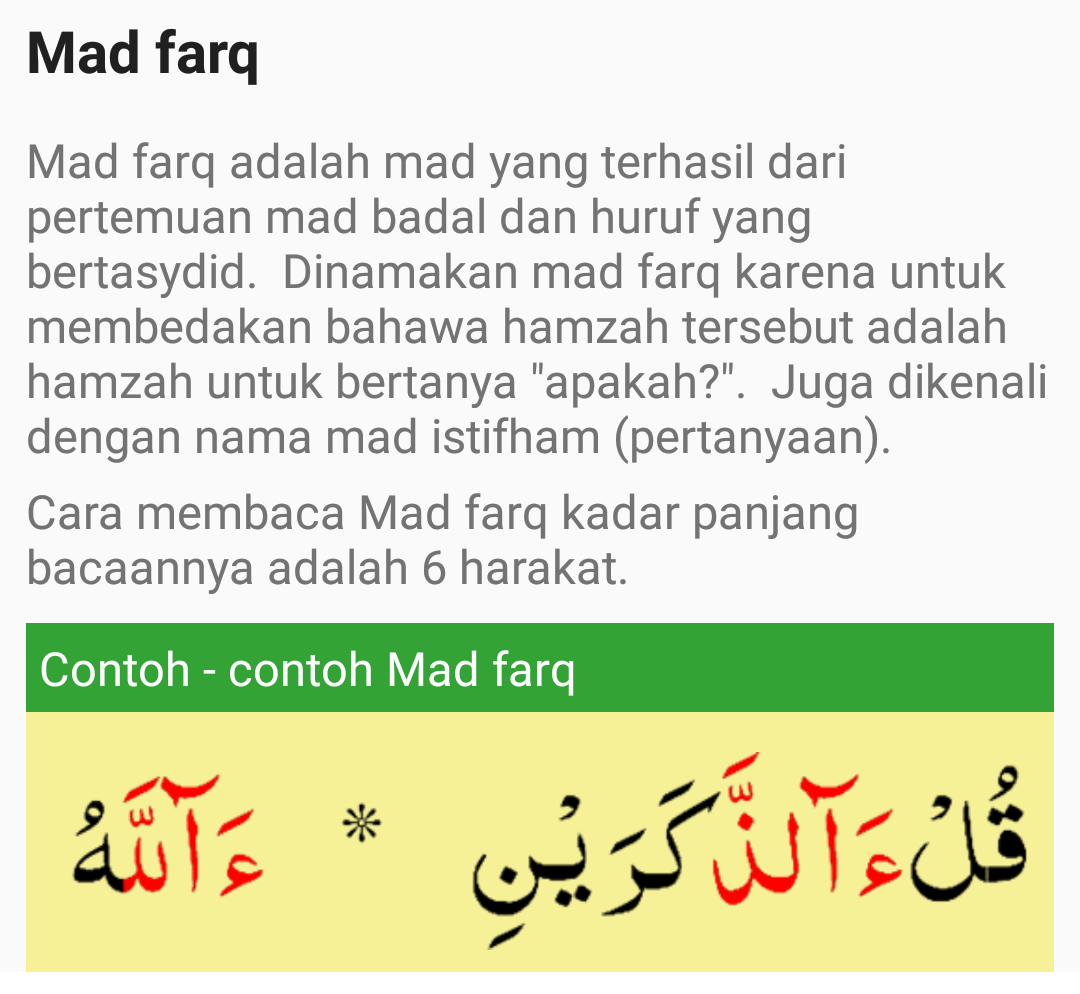 Mad farq
Mad farq adalah mad yang terhasil dari
pertemuan mad badal dan huruf yang
bertasydid.  Dinamakan mad farq karena untuk
membedakan bahawa hamzah tersebut adalah
hamzah untuk bertanya "apakah?".  Juga dikenali
dengan nama mad istifham (pertanyaan).
Cara membaca Mad farq kadar panjang
bacaannya adalah 6 harakat.
Contoh - contoh Mad farq
قُلْ ءَآلذَّكَرَيْنِ * ءَآللَّهُ